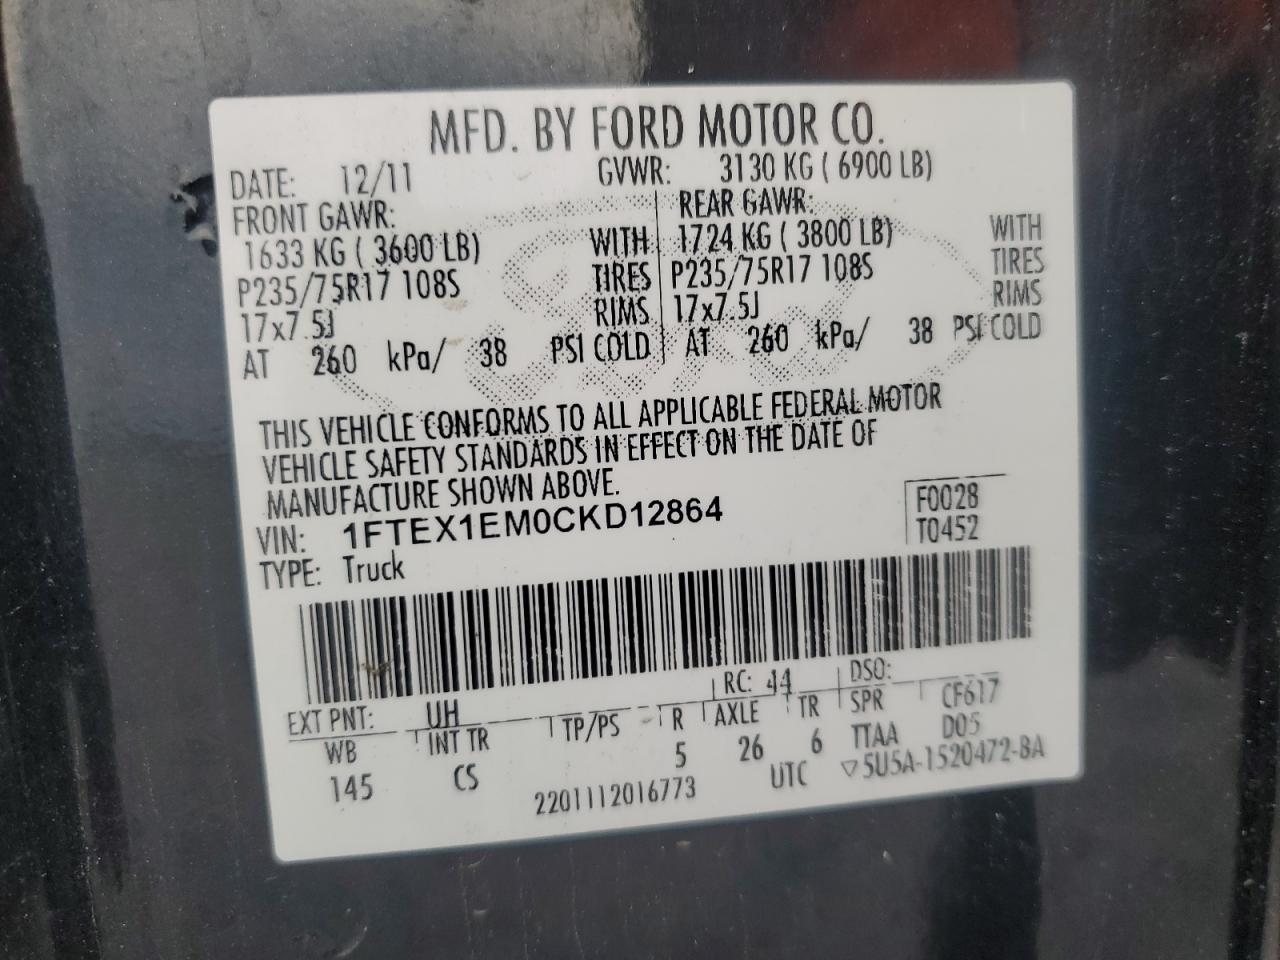 MFD. BY FORD MOTOR CO.
DATE: 12/11 GVWR: 3130 KG ( 6900 LB)
FRONT GAWR: REAR GAWR:
1633 KG ( 3600 LB) WITH 1724 KG ( 3800 LB) WITH
P235/75R17 108S TIRES P235/75R17 108S TIRES
17x7.5J RIMS 17x7.5J RIMS
AT 260 kPa/ 38 PSI COLD AT 260 kPa/ 38 PSI COLD
THIS VEHICLE CONFORMS TO ALL APPLICABLE FEDERAL MOTOR
VEHICLE SAFETY STANDARDS IN EFFECT ON THE DATE OF
MANUFACTURE SHOWN ABOVE.
VIN: 1FTEX1EM0CKD12864 F0028
TYPE: Truck T0452
EXT PNT: UH RC: 44 DSO:
WB INT TR TP/PS R AXLE TR SPR CF617
145 CS 5 26 6 TTAA D05
2201112016773 UTC ▽5U5A-1520472-BA